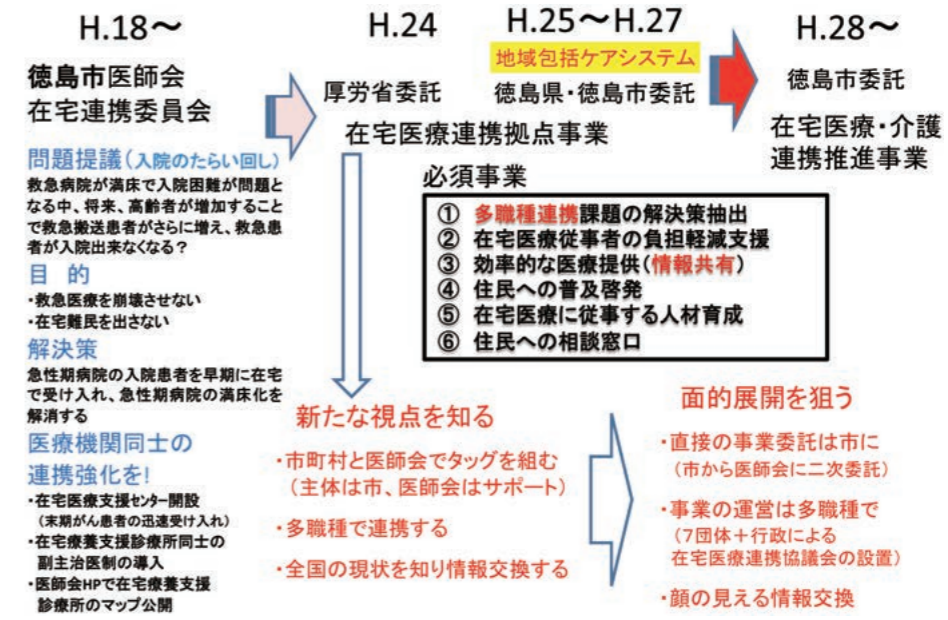 H.18～
徳島市医師会
在宅連携委員会
問題提議(入院のたらい回し)
救急病院が満床で入院困難が問題と
なる中、将来、高齢者が増加すること
で救急搬送患者がさらに増え、救急患
者が入院出来なくなる？
目 的
・救急医療を崩壊させない
・在宅難民を出さない
解決策
急性期病院の入院患者を早期に在宅
で受け入れ、急性期病院の満床化を
解消する
医療機関同士の
連携強化を!
・在宅医療支援センター開設
(末期がん患者の迅速受け入れ)
・在宅療養支援診療所同士の
副主治医制の導入
・医師会HPで在宅療養支援
診療所のマップ公開
H.24
厚労省委託
H.25～H.27
地域包括ケアシステム
徳島県・徳島市委託
在宅医療連携拠点事業
必須事業
① 多職種連携課題の解決策抽出
② 在宅医療従事者の負担軽減支援
③ 効率的な医療提供(情報共有)
④ 住民への普及啓発
⑤ 在宅医療に従事する人材育成
⑥ 住民への相談窓口
H.28～
徳島市委託
在宅医療・介護
連携推進事業
新たな視点を知る
・市町村と医師会でタッグを組む
(主体は市、医師会はサポート)
・多職種で連携する
・全国の現状を知り情報交換する
面的展開を狙う
・直接の事業委託は市に
(市から医師会に二次委託)
・事業の運営は多職種で
(7団体＋行政による
在宅医療連携協議会の設置)
・顔の見える情報交換